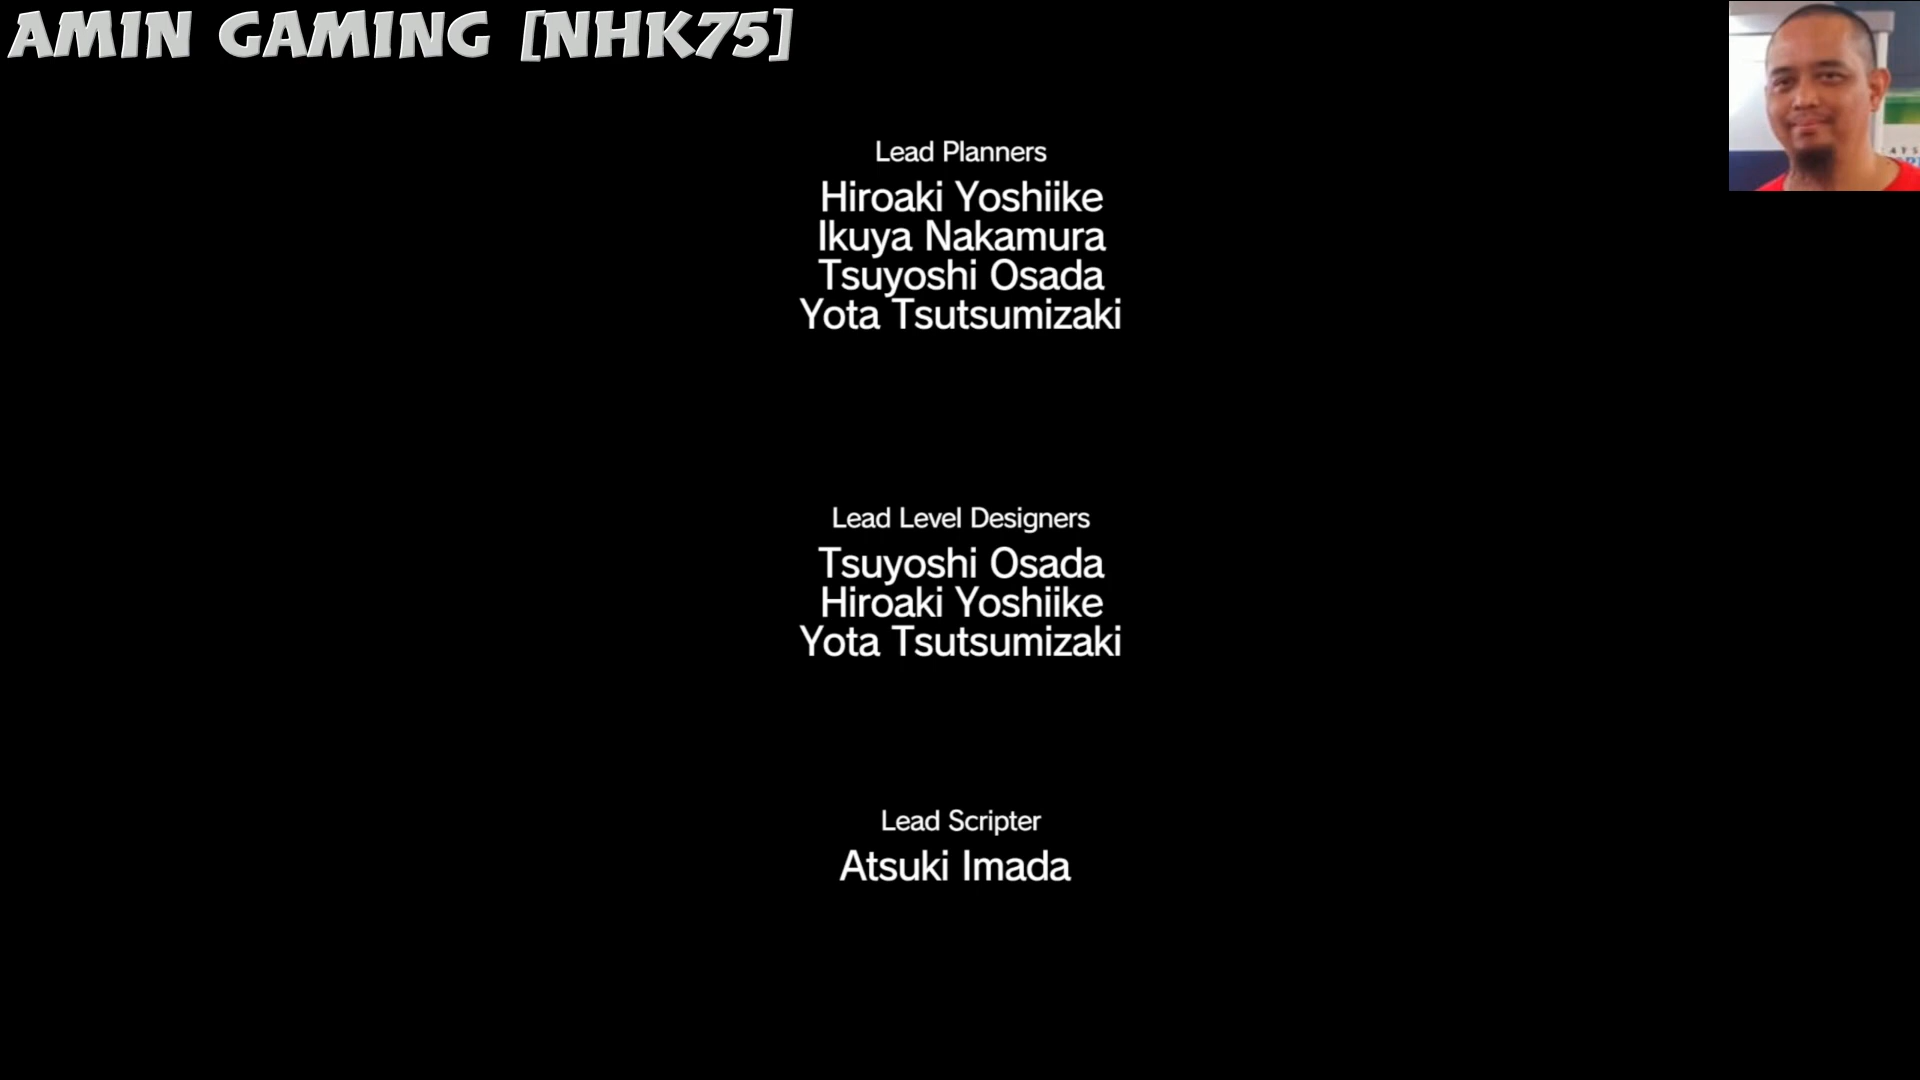 AMIN GAMING [NHK75]
Lead Planners
Hiroaki Yoshiike
Ikuya Nakamura
Tsuyoshi Osada
Yota Tsutsumizaki
Lead Level Designers
Tsuyoshi Osada
Hiroaki Yoshiike
Yota Tsutsumizaki
Lead Scripter
Atsuki Imada